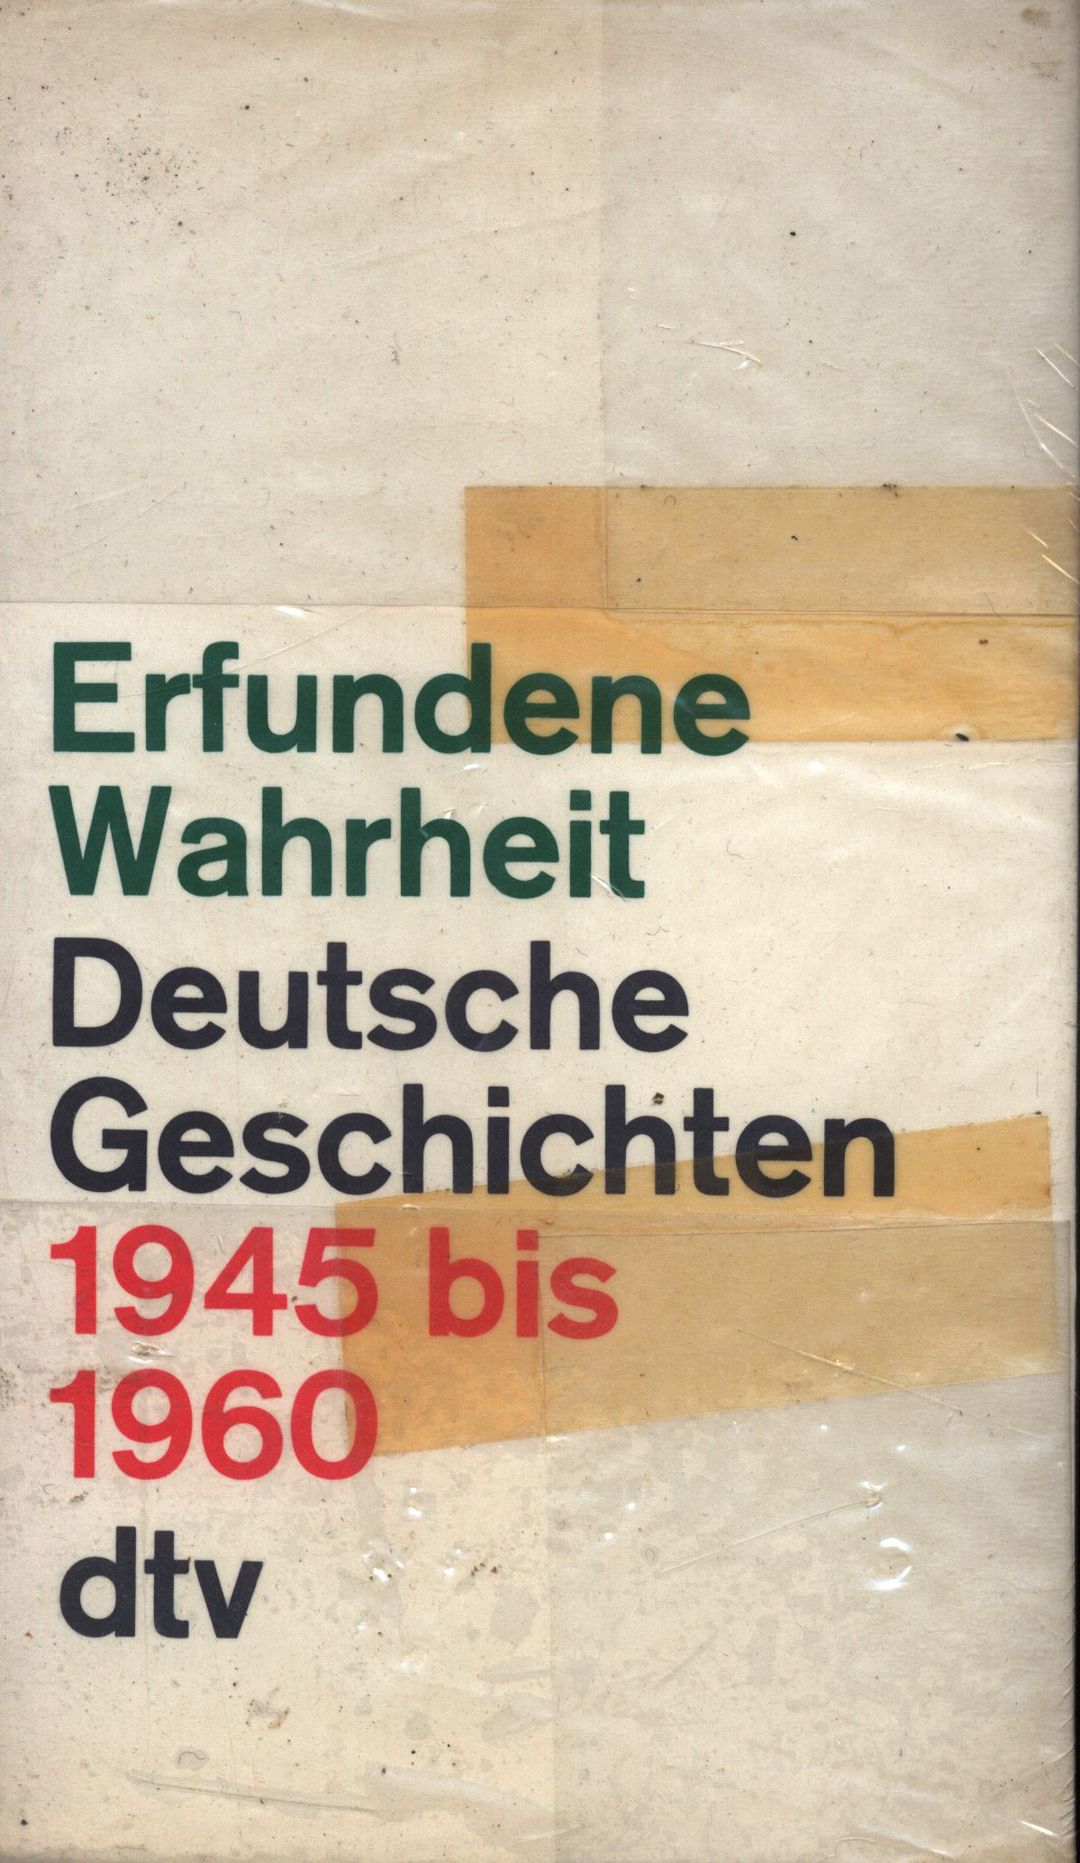 Erfundene
Wahrheit
Deutsche
Geschichten
1945 bis
1960
dtv